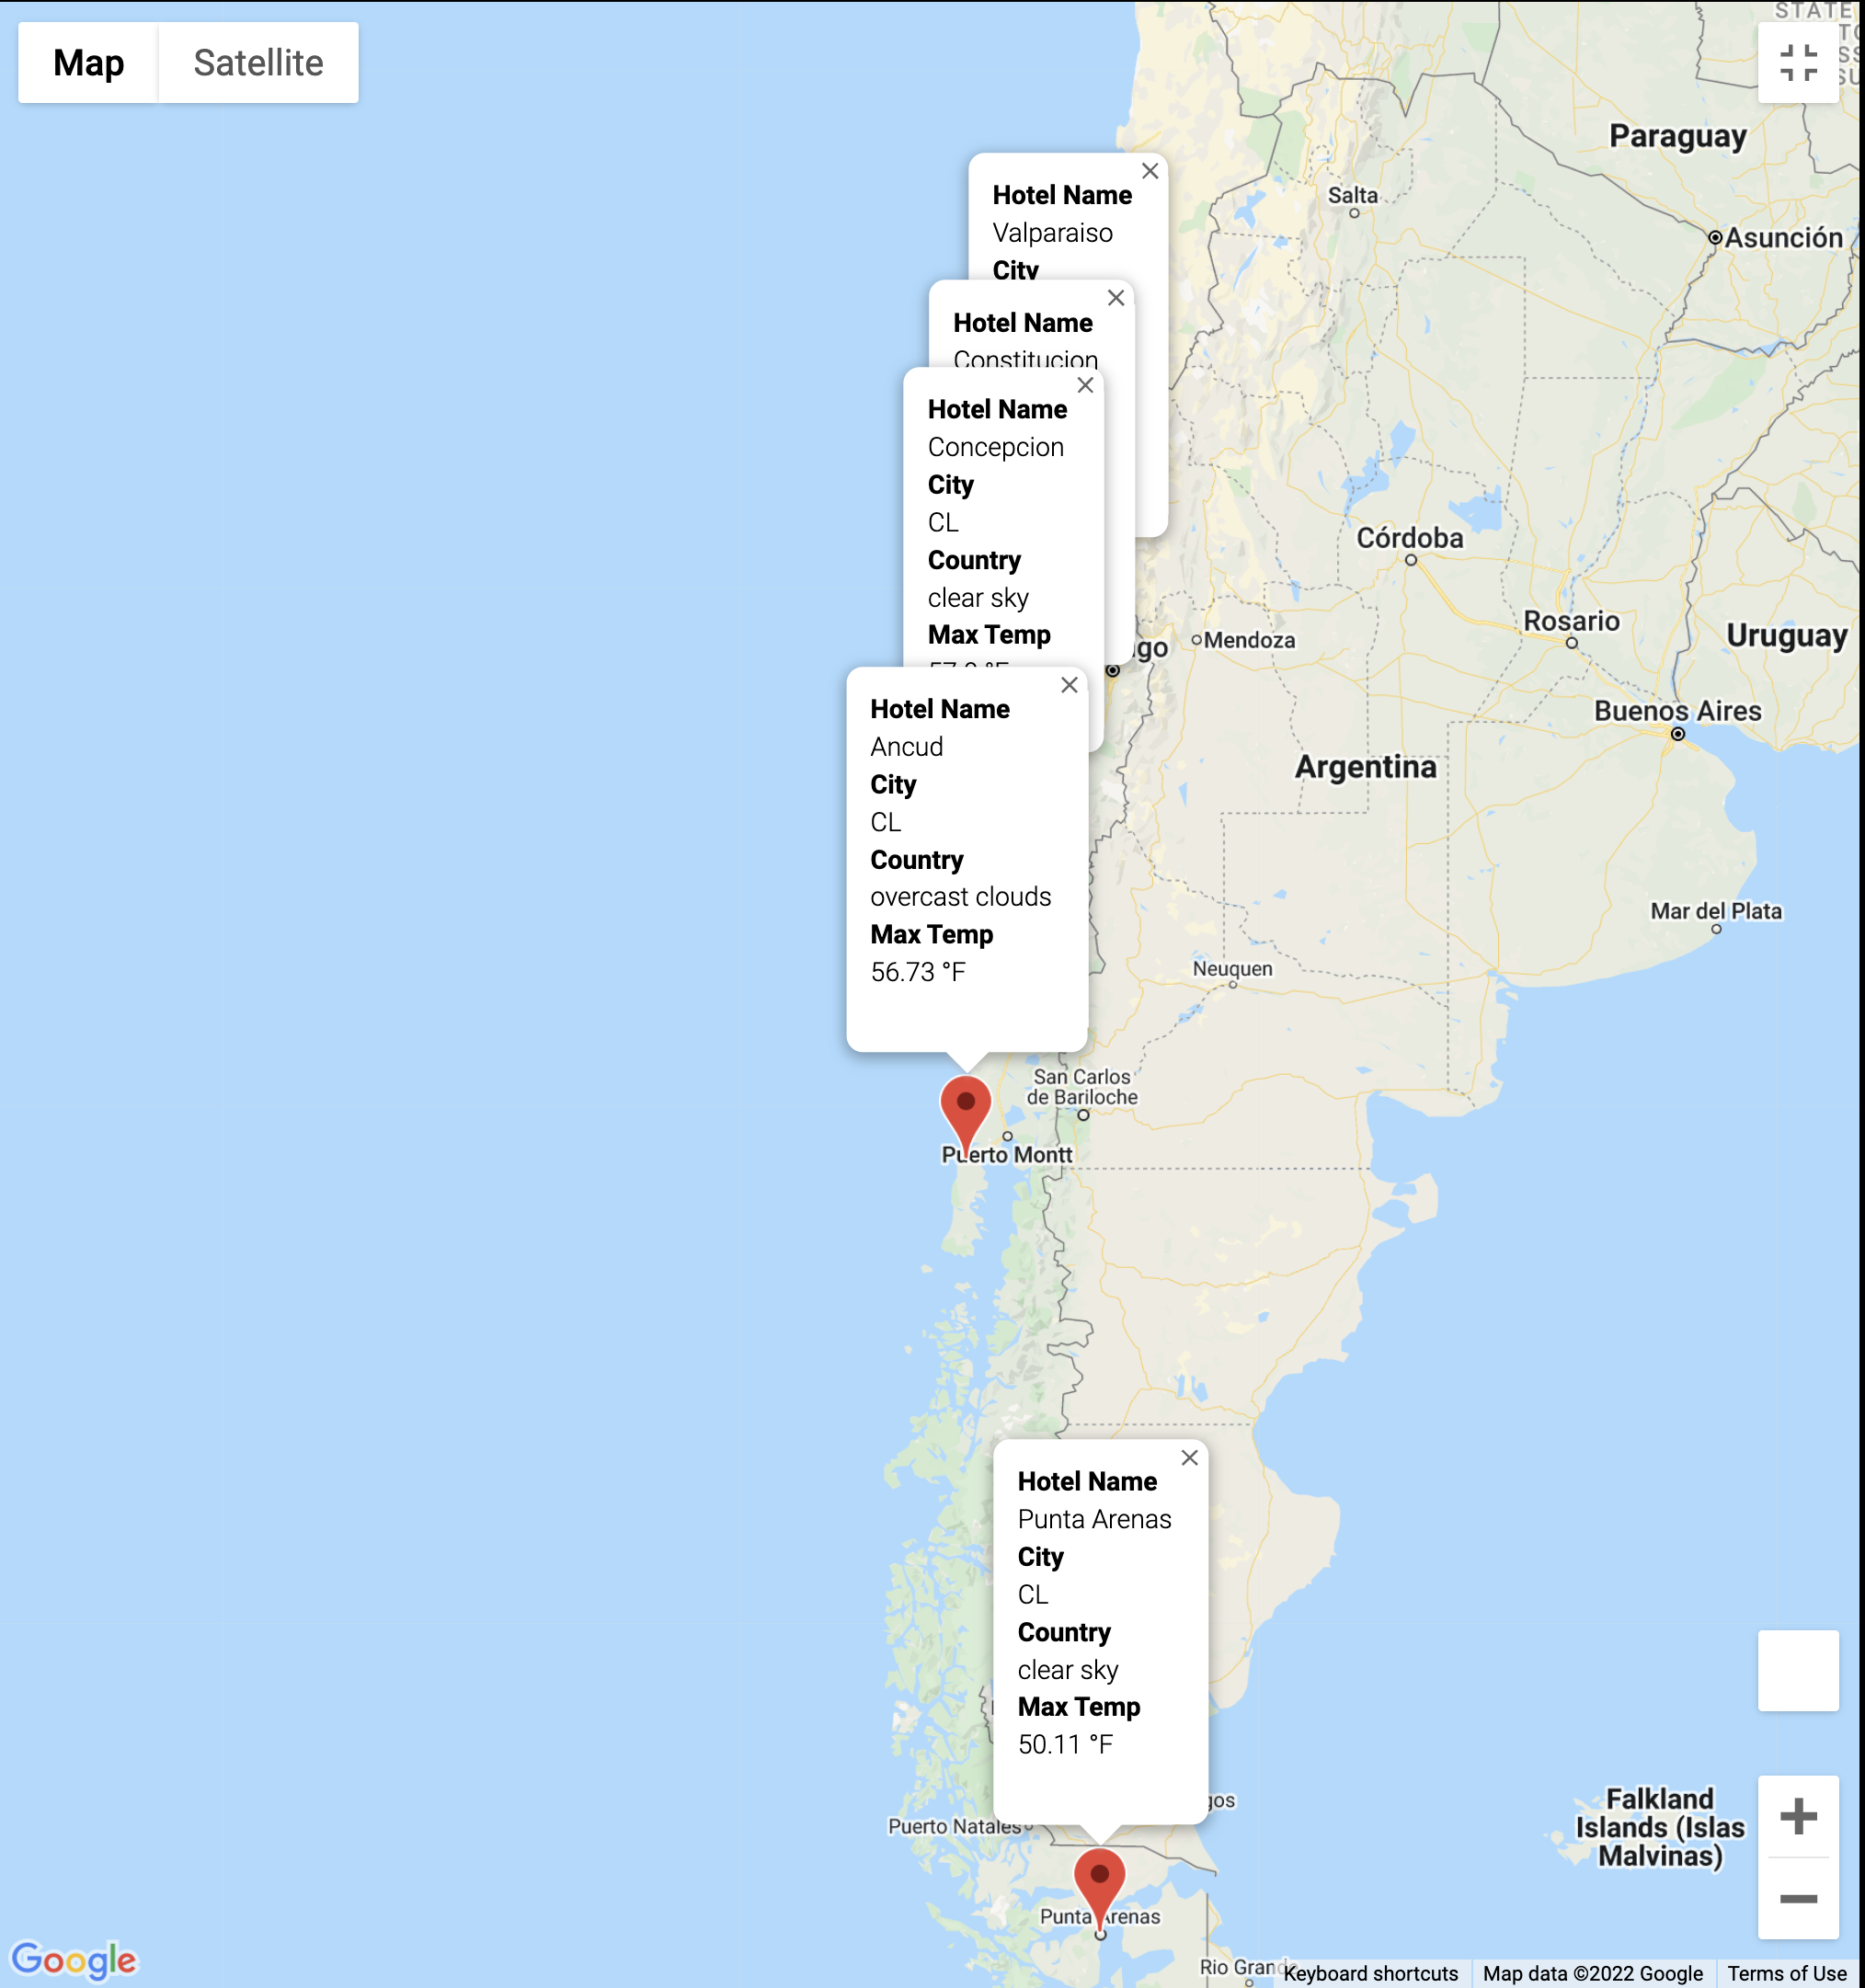 Map
Satellite
STATE
Paraguay
Salta
Asunción
Hotel Name
Valparaiso
City
Hotel Name
Constitucion
Hotel Name
Concepcion
City
CL
Country
clear sky
Max Temp
Córdoba
Rosario
Uruguay
Mendoza
Buenos Aires
Argentina
Hotel Name
Ancud
City
CL
Country
overcast clouds
Max Temp
56.73 °F
Mar del Plata
Neuquen
San Carlos
de Bariloche
Puerto Montt
Hotel Name
Punta Arenas
City
CL
Country
clear sky
Max Temp
50.11 °F
Puerto Natales
Falkland
Islands (Islas
Malvinas)
Punta Arenas
Rio Grande
Google
Keyboard shortcuts
Map data ©2022 Google
Terms of Use